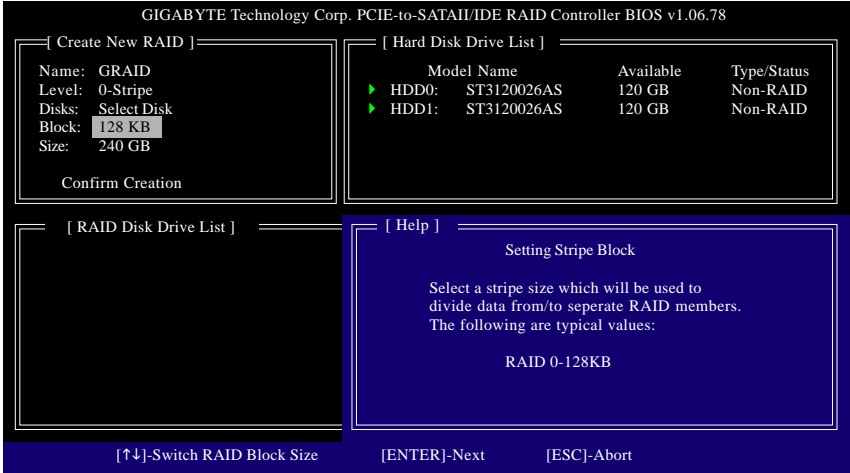 GIGABYTE Technology Corp. PCIE-to-SATAII/IDE RAID Controller BIOS v1.06.78
[ Create New RAID ]
Name: GRAID
Level: 0-Stripe
Disks: Select Disk
Block: 128 KB
Size: 240 GB
Confirm Creation
[ Hard Disk Drive List ]
Model Name Available Type/Status
HDD0: ST3120026AS 120 GB Non-RAID
HDD1: ST3120026AS 120 GB Non-RAID
[ RAID Disk Drive List ]
[ Help ]
Setting Stripe Block
Select a stripe size which will be used to
divide data from/to seperate RAID members.
The following are typical values:
RAID 0-128KB
[↑↓]-Switch RAID Block Size [ENTER]-Next [ESC]-Abort